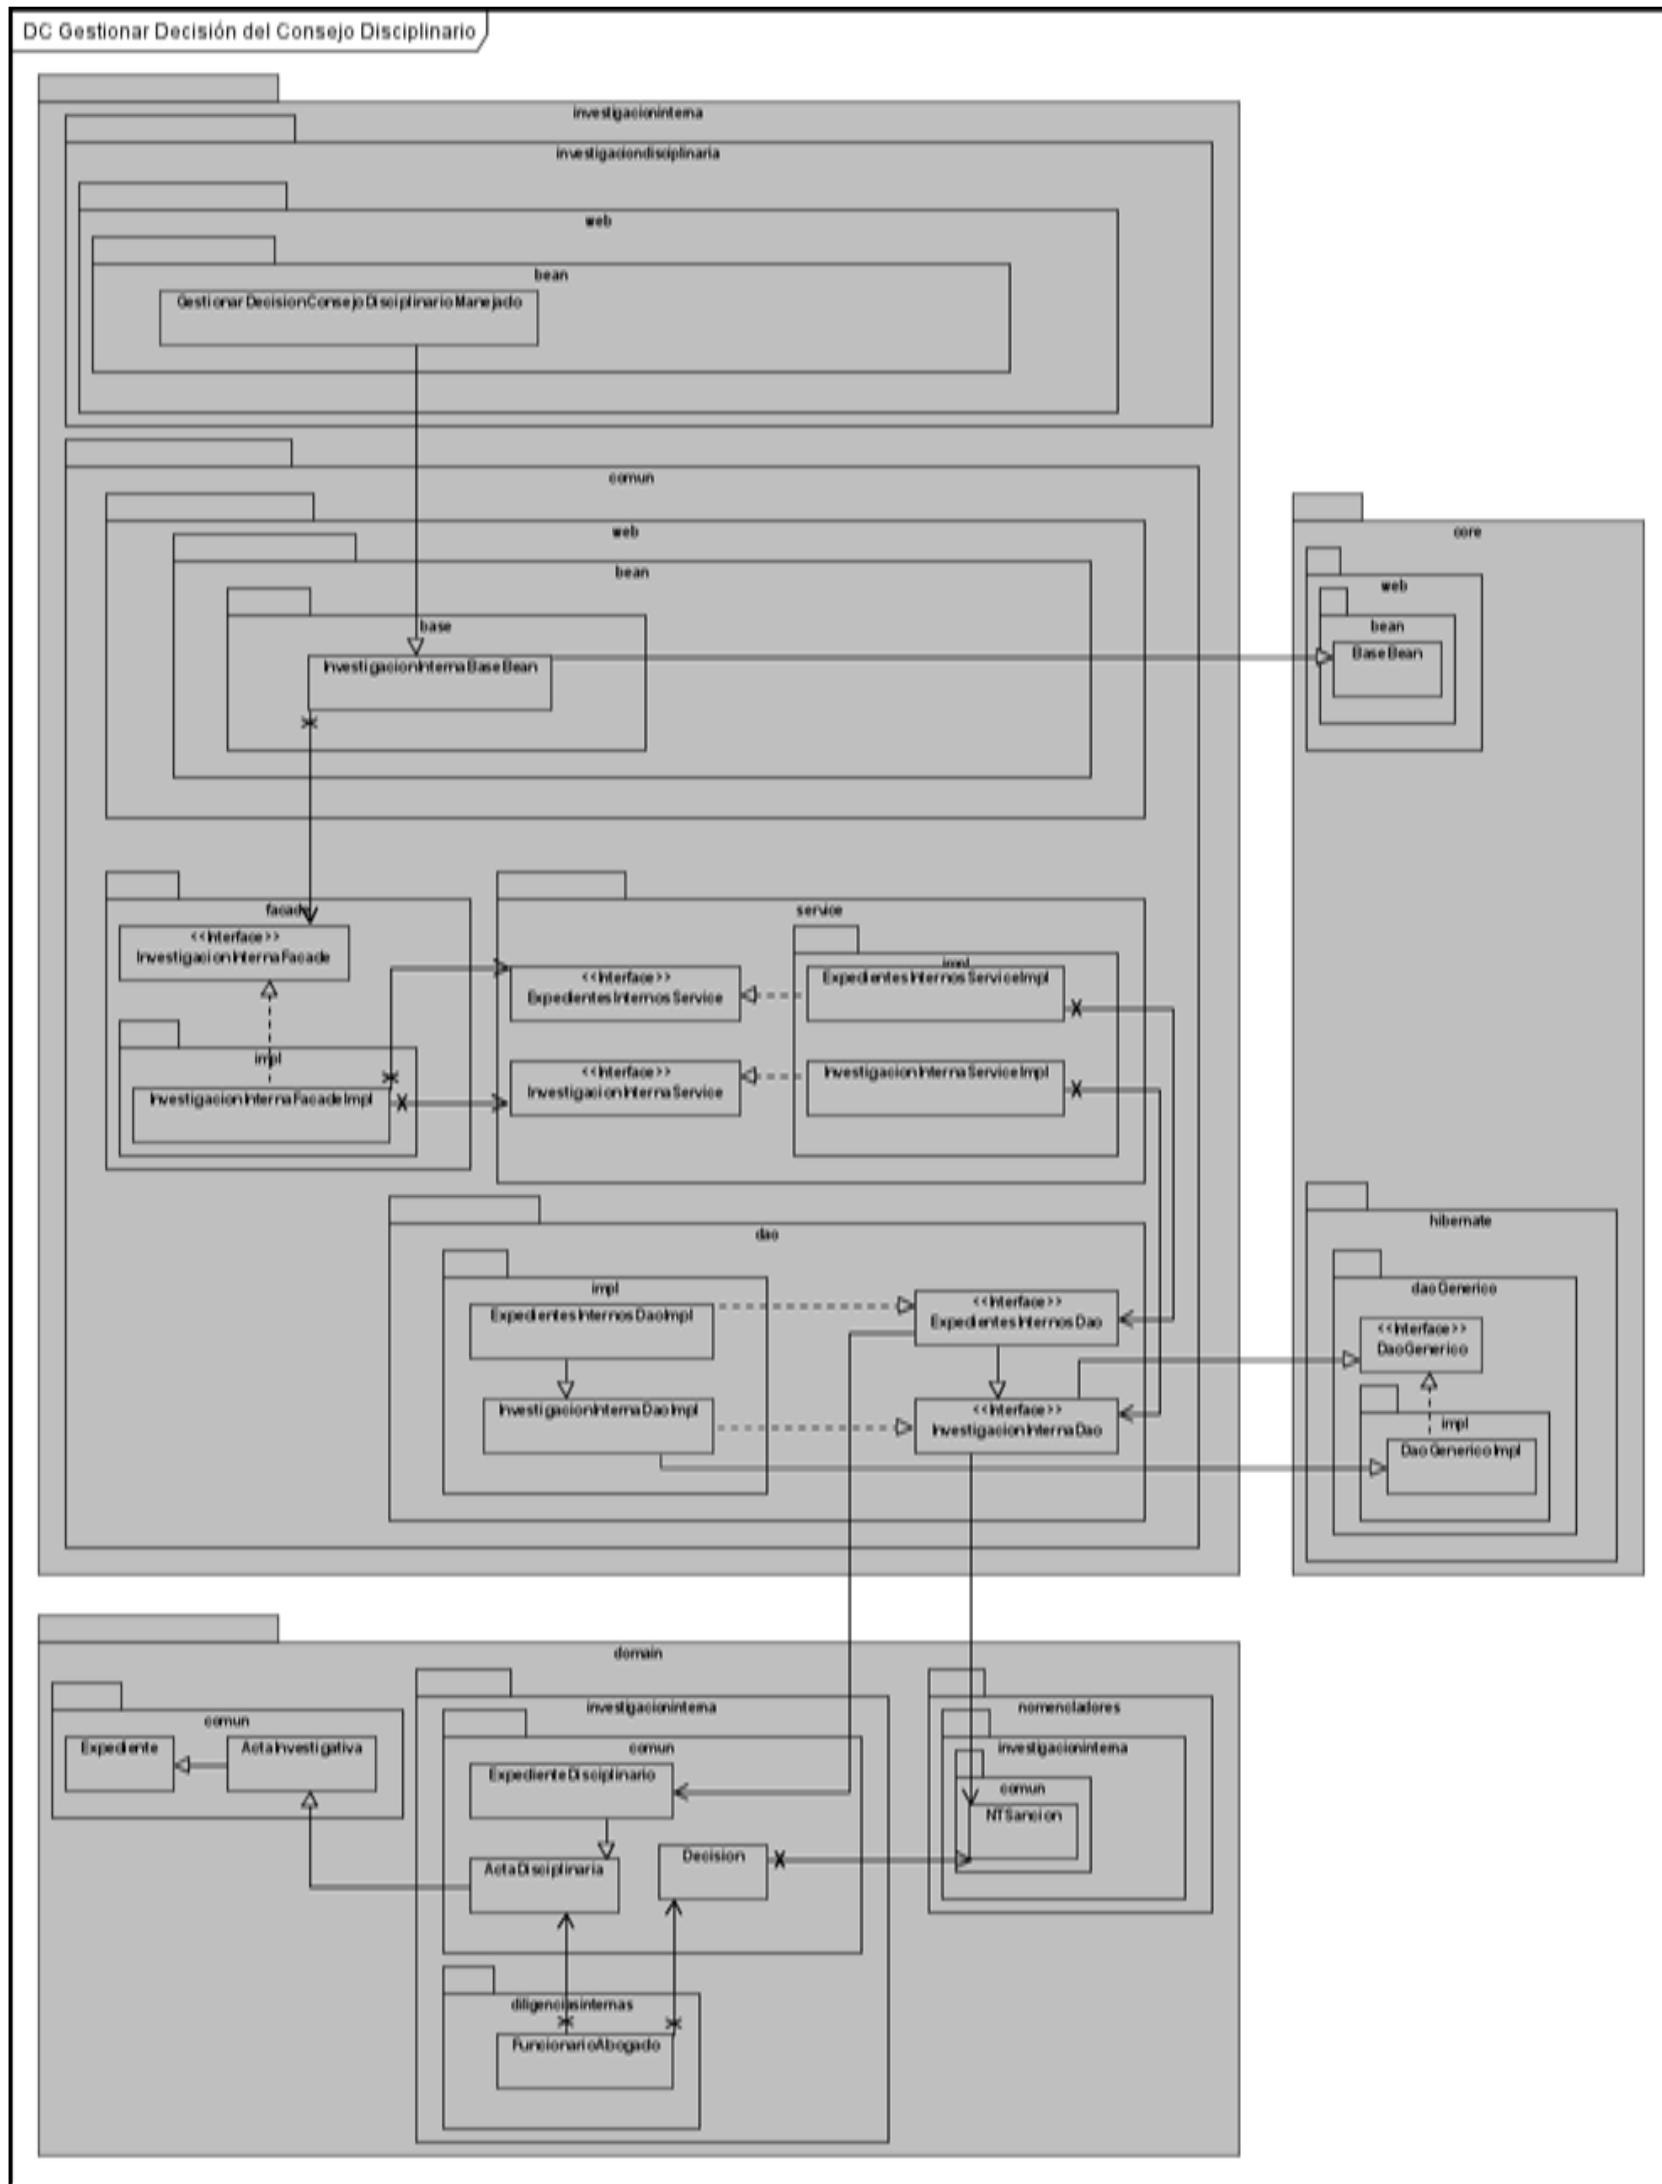 DC Gestionar Decisión del Consejo Disciplinario
investigacioninterna
investigaciondisciplinaria
web
bean
GestionarDecisionConsejoDisciplinarioManejado
comun
web
bean
base
InvestigacionInternaBaseBean
core
web
bean
BaseBean
facade
<<Interface>>
InvestigacionInternaFacade
impl
InvestigacionInternaFacadeImpl
service
<<Interface>>
ExpedientesInternosService
<<Interface>>
InvestigacionInternaService
impl
ExpedientesInternosServiceImpl
InvestigacionInternaServiceImpl
dao
impl
ExpedientesInternosDaoImpl
InvestigacionInternaDaoImpl
<<Interface>>
ExpedientesInternosDao
<<Interface>>
InvestigacionInternaDao
hibernate
daoGenerico
<<Interface>>
DaoGenerico
impl
DaoGenericoImpl
domain
comun
Expediente
ActaInvestigativa
investigacioninterna
comun
ExpedienteDisciplinario
ActaDisciplinaria
Decision
diligenciasinternas
FuncionarioAbogado
nomencladores
investigacioninterna
comun
NTSancion